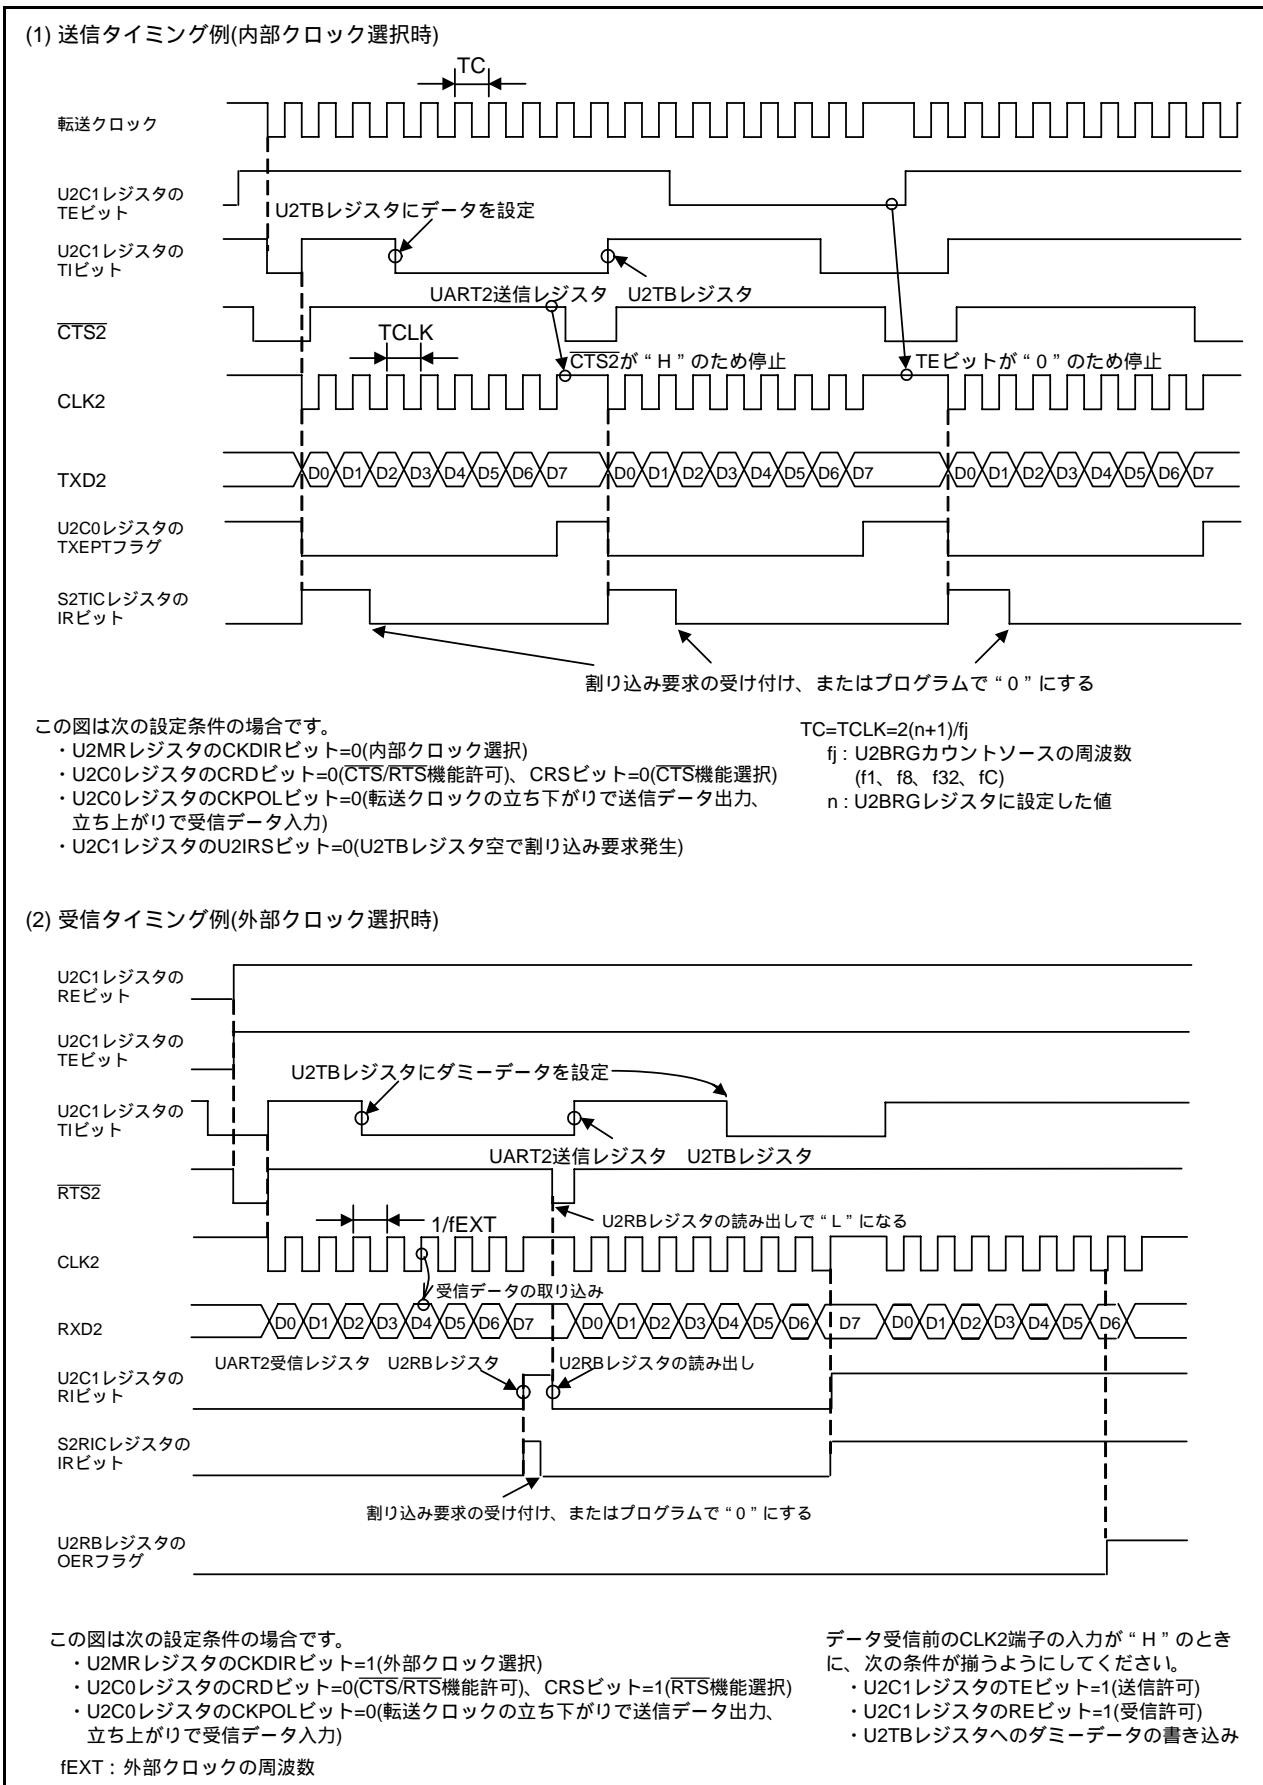 (1) 送信タイミング例(内部クロック選択時)
TC
転送クロック
U2C1レジスタの
TEビット
U2TBレジスタにデータを設定
U2C1レジスタの
TIビット
UART2送信レジスタ U2TBレジスタ
CTS2
TCLK
CTS2が“H”のため停止
TEビットが“0”のため停止
CLK2
TXD2
D0 D1 D2 D3 D4 D5 D6 D7 D0 D1 D2 D3 D4 D5 D6 D7 D0 D1 D2 D3 D4 D5 D6 D7
U2C0レジスタの
TXEPTフラグ
S2TICレジスタの
IRビット
割り込み要求の受け付け、またはプログラムで“0”にする
この図は次の設定条件の場合です。
・U2MRレジスタのCKDIRビット=0(内部クロック選択)
・U2C0レジスタのCRDビット=0(CTS/RTS機能許可)、CRSビット=0(CTS機能選択)
・U2C0レジスタのCKPOLビット=0(転送クロックの立ち下がりで送信データ出力、
立ち上がりで受信データ入力)
・U2C1レジスタのU2IRSビット=0(U2TBレジスタ空で割り込み要求発生)
TC=TCLK=2(n+1)/fj
fj : U2BRGカウントソースの周波数
(f1、f8、f32、fC)
n : U2BRGレジスタに設定した値
(2) 受信タイミング例(外部クロック選択時)
U2C1レジスタの
REビット
U2C1レジスタの
TEビット
U2TBレジスタにダミーデータを設定
U2C1レジスタの
TIビット
UART2送信レジスタ U2TBレジスタ
RTS2
U2RBレジスタの読み出しで“L”になる
1/fEXT
CLK2
受信データの取り込み
RXD2
D0 D1 D2 D3 D4 D5 D6 D7 D0 D1 D2 D3 D4 D5 D6 D7 D0 D1 D2 D3 D4 D5 D6
UART2受信レジスタ U2RBレジスタ
U2RBレジスタの読み出し
U2C1レジスタの
RIビット
S2RICレジスタの
IRビット
割り込み要求の受け付け、またはプログラムで“0”にする
U2RBレジスタの
OERフラグ
この図は次の設定条件の場合です。
・U2MRレジスタのCKDIRビット=1(外部クロック選択)
・U2C0レジスタのCRDビット=0(CTS/RTS機能許可)、CRSビット=1(RTS機能選択)
・U2C0レジスタのCKPOLビット=0(転送クロックの立ち下がりで送信データ出力、
立ち上がりで受信データ入力)
fEXT : 外部クロックの周波数
データ受信前のCLK2端子の入力が“H”のとき
に、次の条件が揃うようにしてください。
・U2C1レジスタのTEビット=1(送信許可)
・U2C1レジスタのREビット=1(受信許可)
・U2TBレジスタへのダミーデータの書き込み